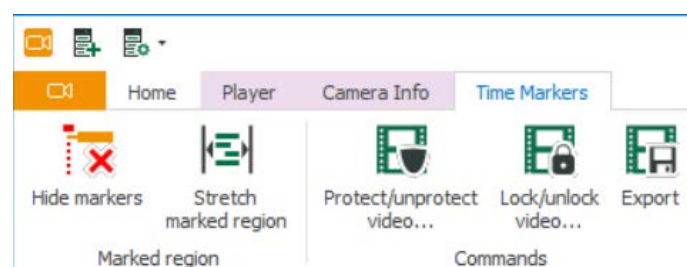 Home Player Camera Info Time Markers
Hide markers Stretch Protect/unprotect Lock/unlock Export
marked region video... video...
Marked region Commands